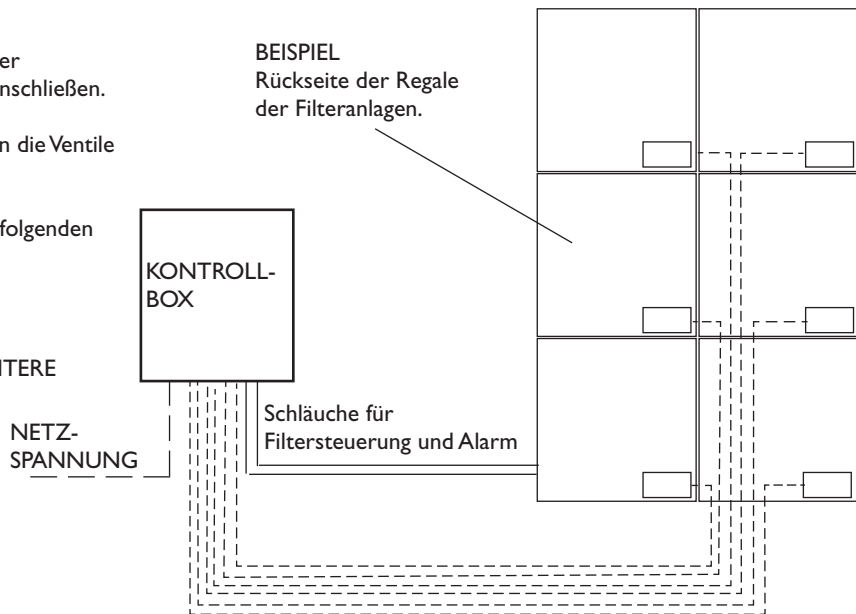 er
nschließen.
n die Ventile
folgenden
ITERE
BEISPIEL
Rückseite der Regale
der Filteranlagen.
KONTROLL-
BOX
NETZ-
SPANNUNG
Schläuche für
Filtersteuerung und Alarm